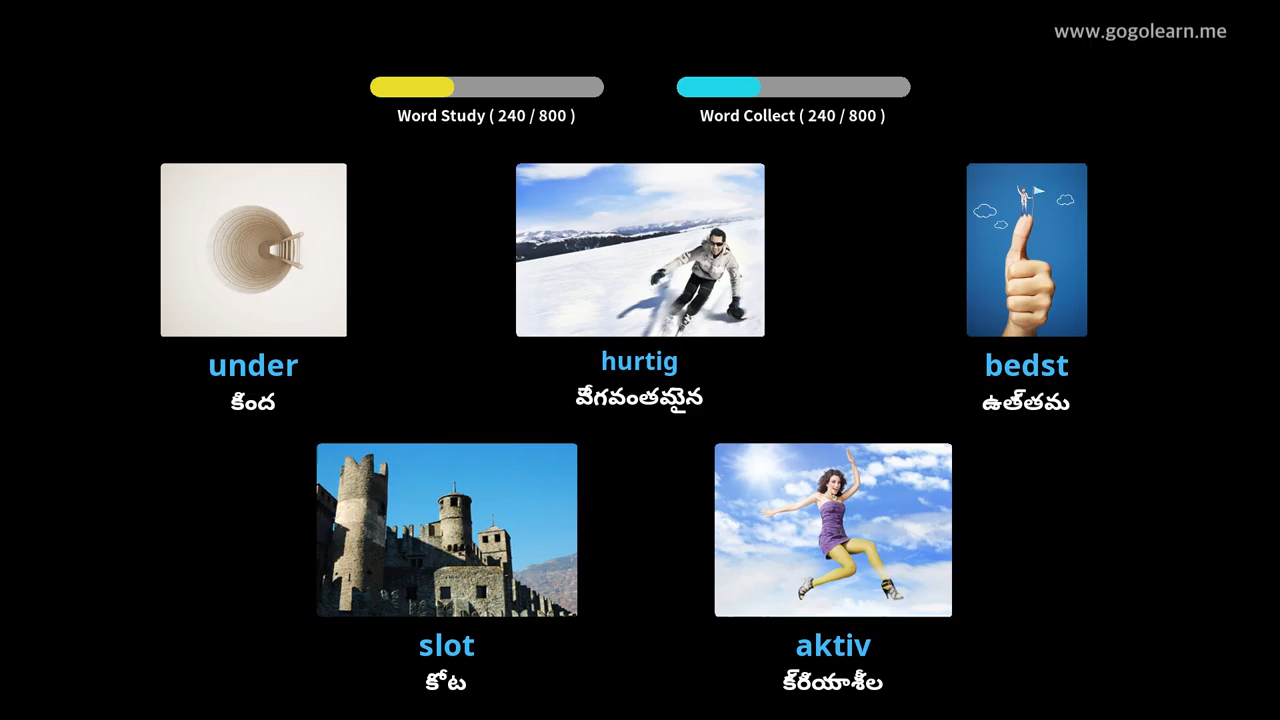 www.gogolearn.me
Word Study ( 240 / 800 )
Word Collect ( 240 / 800 )
under
కింద
hurtig
వేగవంతమైన
bedst
ఉత్తమ
slot
కోట
aktiv
క్రియాశీల